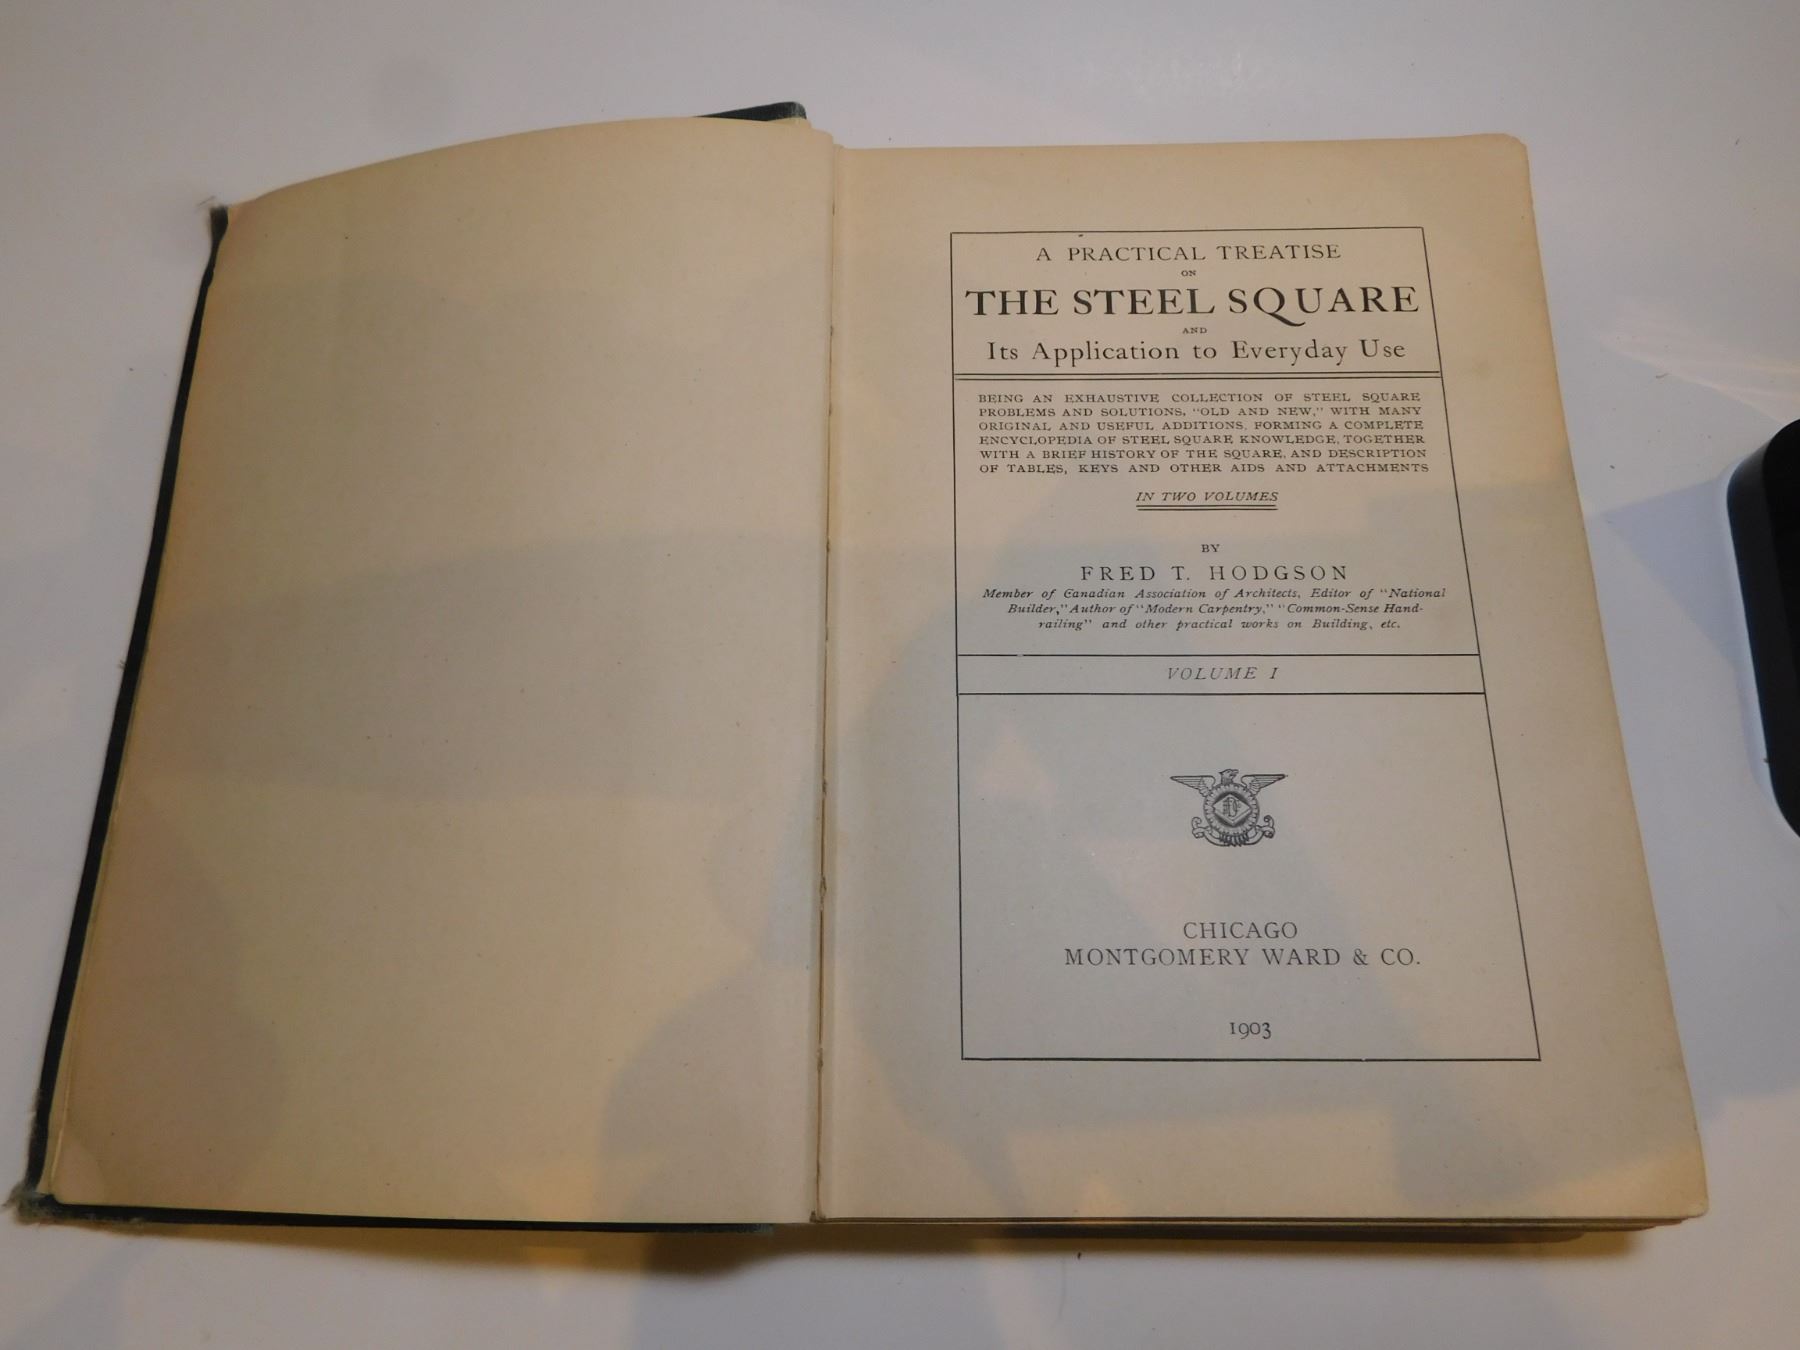 A PRACTICAL TREATISE
ON
THE STEEL SQUARE
AND
Its Application to Everyday Use
BEING AN EXHAUSTIVE COLLECTION OF STEEL SQUARE
PROBLEMS AND SOLUTIONS, "OLD AND NEW," WITH MANY
ORIGINAL AND USEFUL ADDITIONS, FORMING A COMPLETE
ENCYCLOPEDIA OF STEEL SQUARE KNOWLEDGE, TOGETHER
WITH A BRIEF HISTORY OF THE SQUARE, AND DESCRIPTION
OF TABLES, KEYS AND OTHER AIDS AND ATTACHMENTS
IN TWO VOLUMES
BY
FRED T. HODGSON
Member of Canadian Association of Architects, Editor of "National
Builder," Author of "Modern Carpentry," "Common-Sense Hand-
railing" and other practical works on Building, etc.
VOLUME I
CHICAGO
MONTGOMERY WARD & CO.
1903